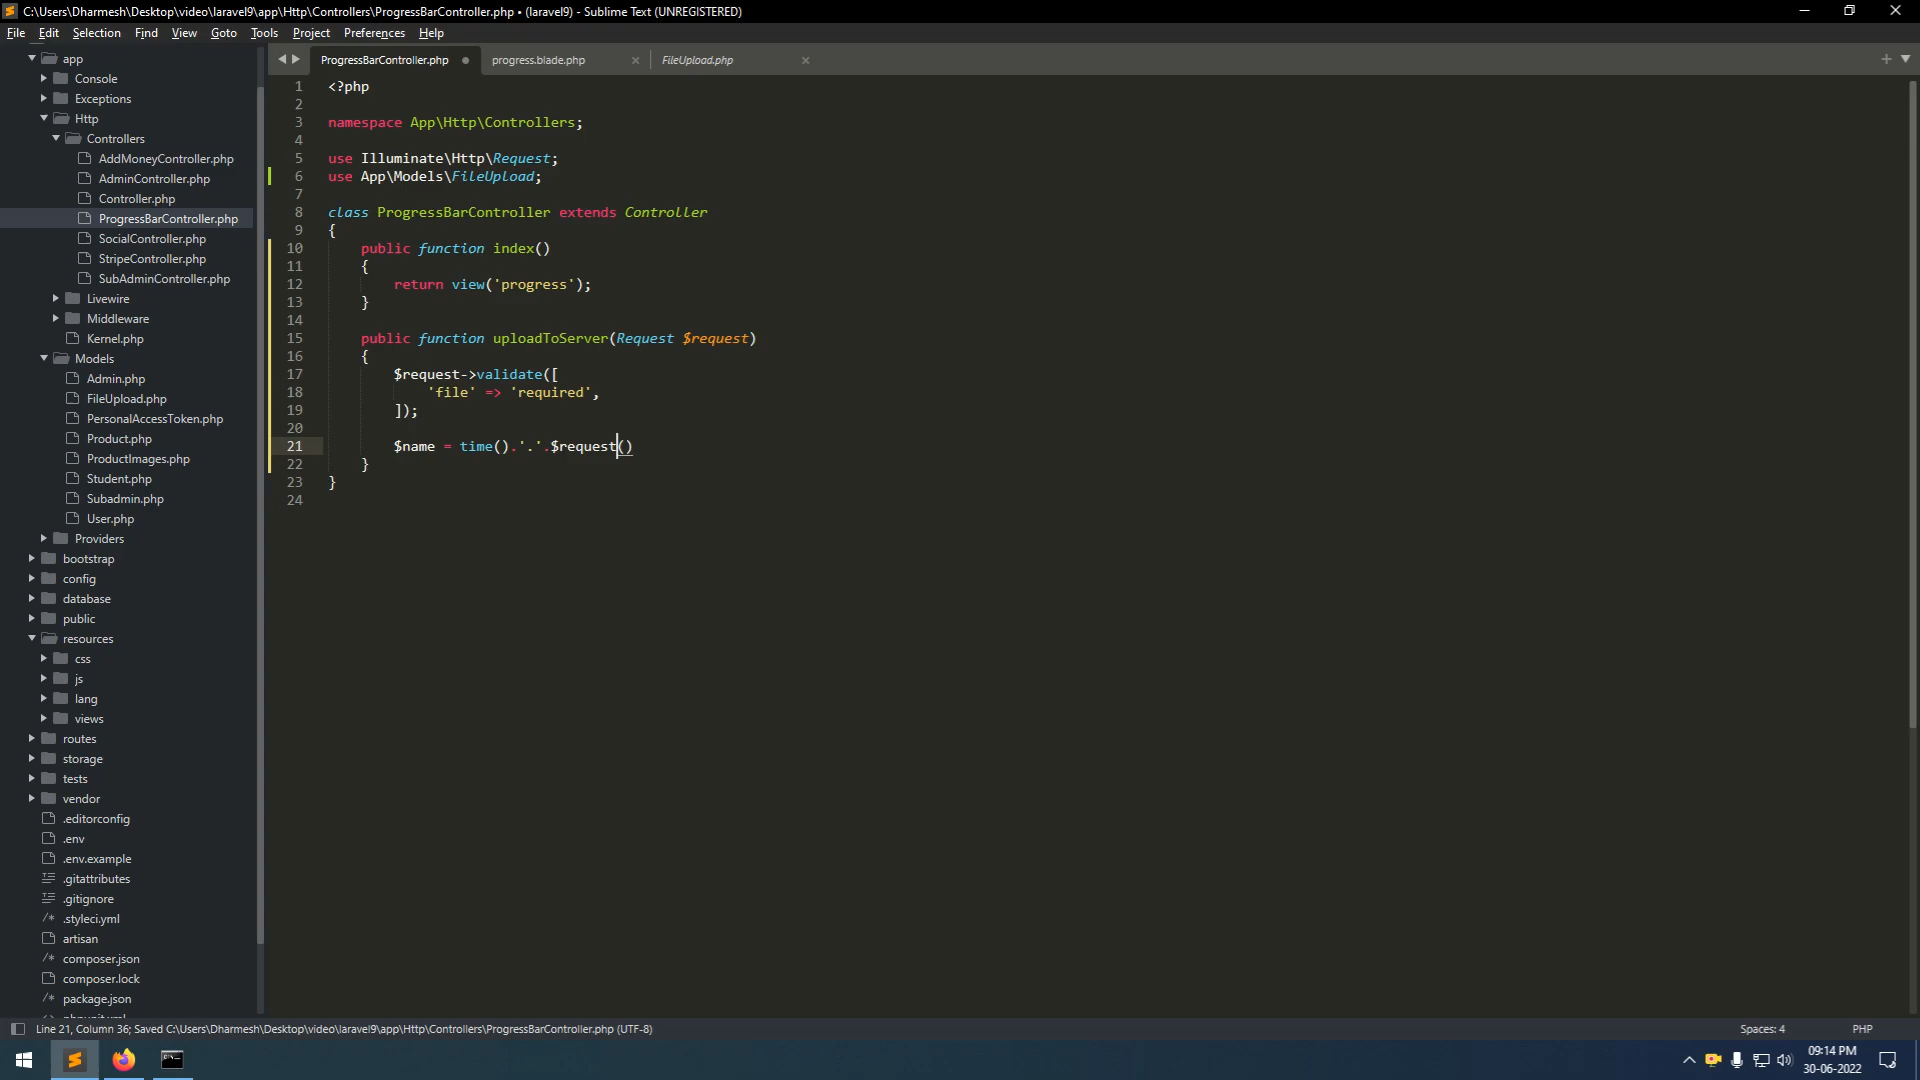 C:\Users\Dharmesh\Desktop\video\laravel9\app\Http\Controllers\ProgressBarController.php • (laravel9) - Sublime Text (UNREGISTERED)
File Edit Selection Find View Goto Tools Project Preferences Help
app
Console
Exceptions
Http
Controllers
AddMoneyController.php
AdminController.php
Controller.php
ProgressBarController.php
SocialController.php
StripeController.php
SubAdminController.php
Livewire
Middleware
Kernel.php
Models
Admin.php
FileUpload.php
PersonalAccessToken.php
Product.php
ProductImages.php
Student.php
Subadmin.php
User.php
Providers
bootstrap
config
database
public
resources
css
js
lang
views
routes
storage
tests
vendor
.editorconfig
.env
.env.example
.gitattributes
.gitignore
.styleci.yml
artisan
composer.json
composer.lock
package.json
ProgressBarController.php progress.blade.php FileUpload.php
1 <?php
2
3 namespace App\Http\Controllers;
4
5 use Illuminate\Http\Request;
6 use App\Models\FileUpload;
7
8 class ProgressBarController extends Controller
9 {
10 public function index()
11 {
12 return view('progress');
13 }
14
15 public function uploadToServer(Request $request)
16 {
17 $request->validate([
18 'file' => 'required',
19 ]);
20
21 $name = time().'.'.$request()
22 }
23 }
24
Line 21, Column 36; Saved C:\Users\Dharmesh\Desktop\video\laravel9\app\Http\Controllers\ProgressBarController.php (UTF-8)
Spaces: 4 PHP
09:14 PM
30-06-2022